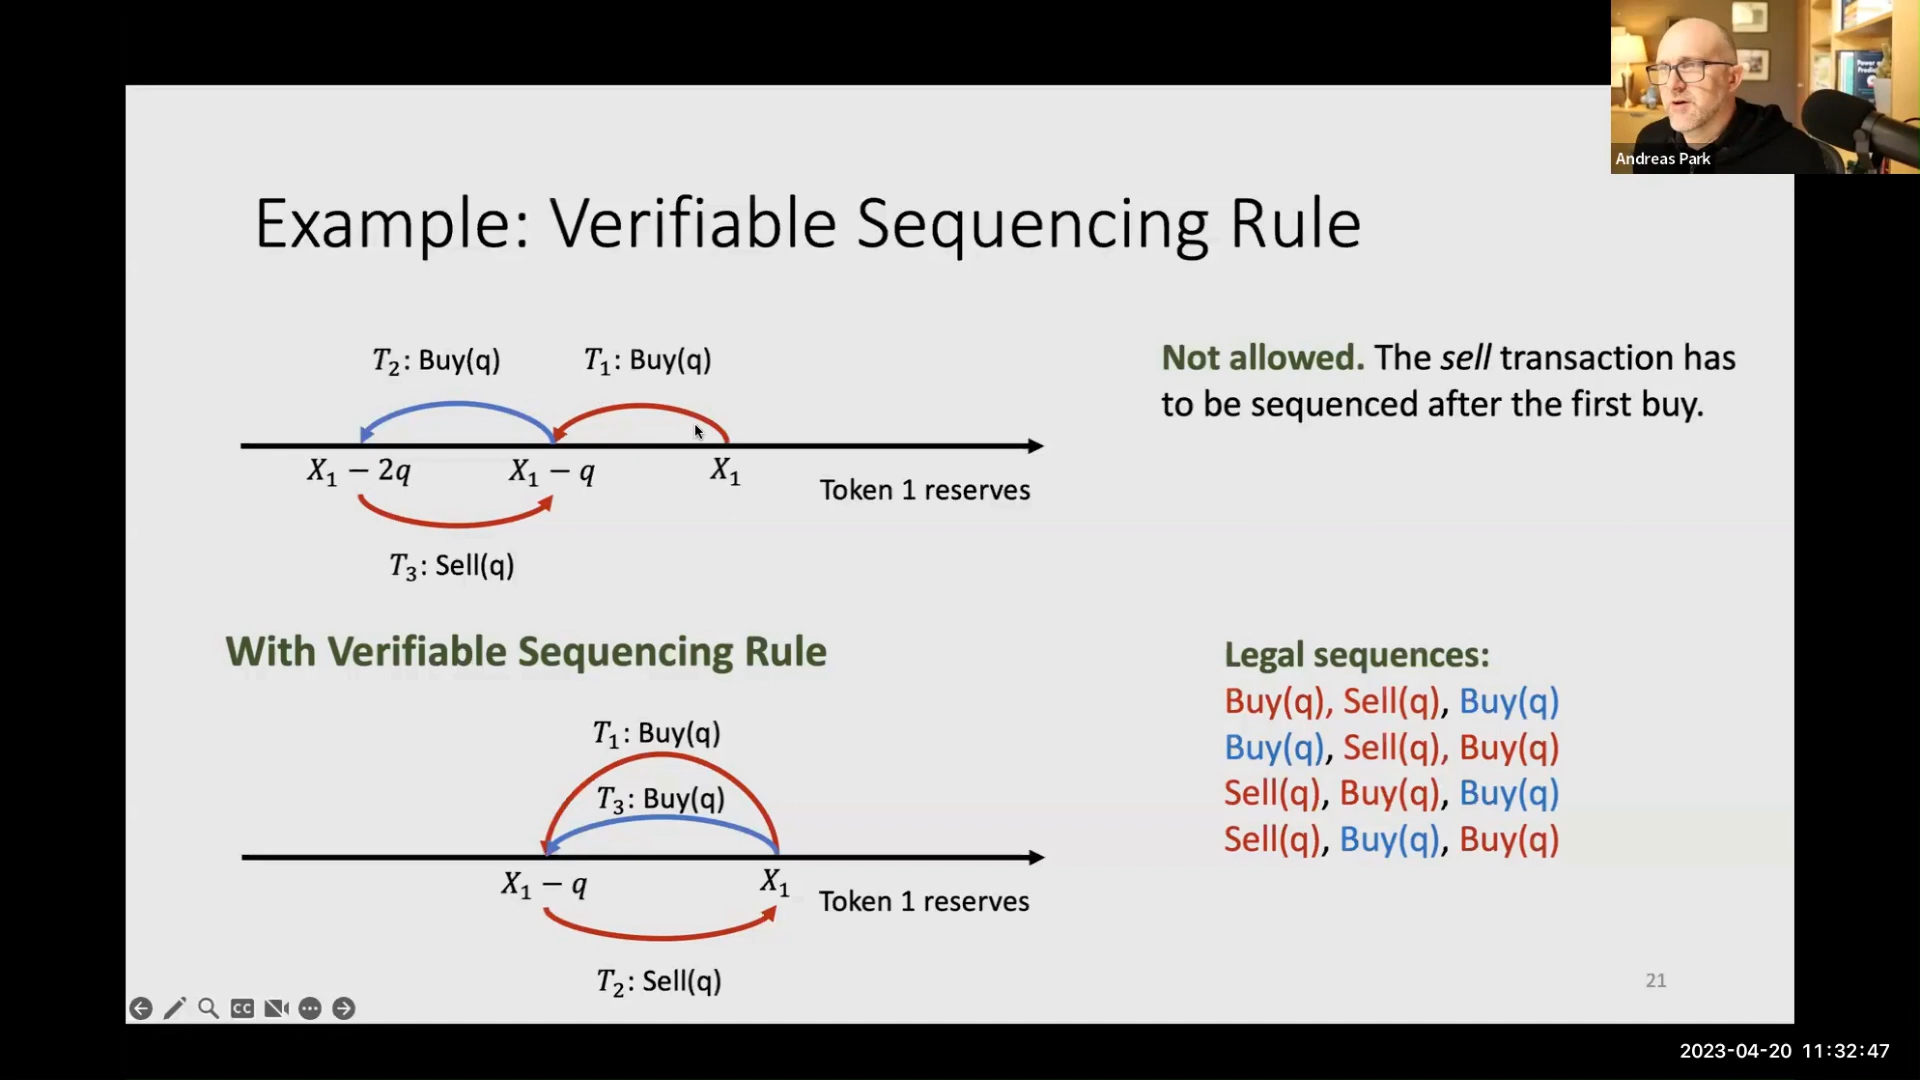 Andreas Park
Example: Verifiable Sequencing Rule
T₂: Buy(q)
T₁: Buy(q)
X₁ − 2q
X₁ − q
X₁
Token 1 reserves
T₃: Sell(q)
Not allowed. The sell transaction has
to be sequenced after the first buy.
With Verifiable Sequencing Rule
T₁: Buy(q)
T₃: Buy(q)
X₁ − q
X₁
Token 1 reserves
T₂: Sell(q)
Legal sequences:
Buy(q), Sell(q), Buy(q)
Buy(q), Sell(q), Buy(q)
Sell(q), Buy(q), Buy(q)
Sell(q), Buy(q), Buy(q)
21
CC
2023-04-20 11:32:47